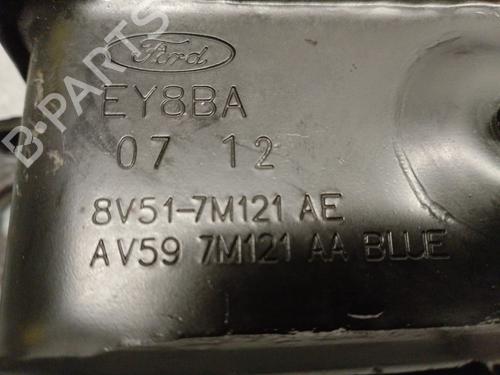 Ford
EY8BA
07 12
8V51-7M121 AE
AV59 7M121 AA BLUE
B-PARTS